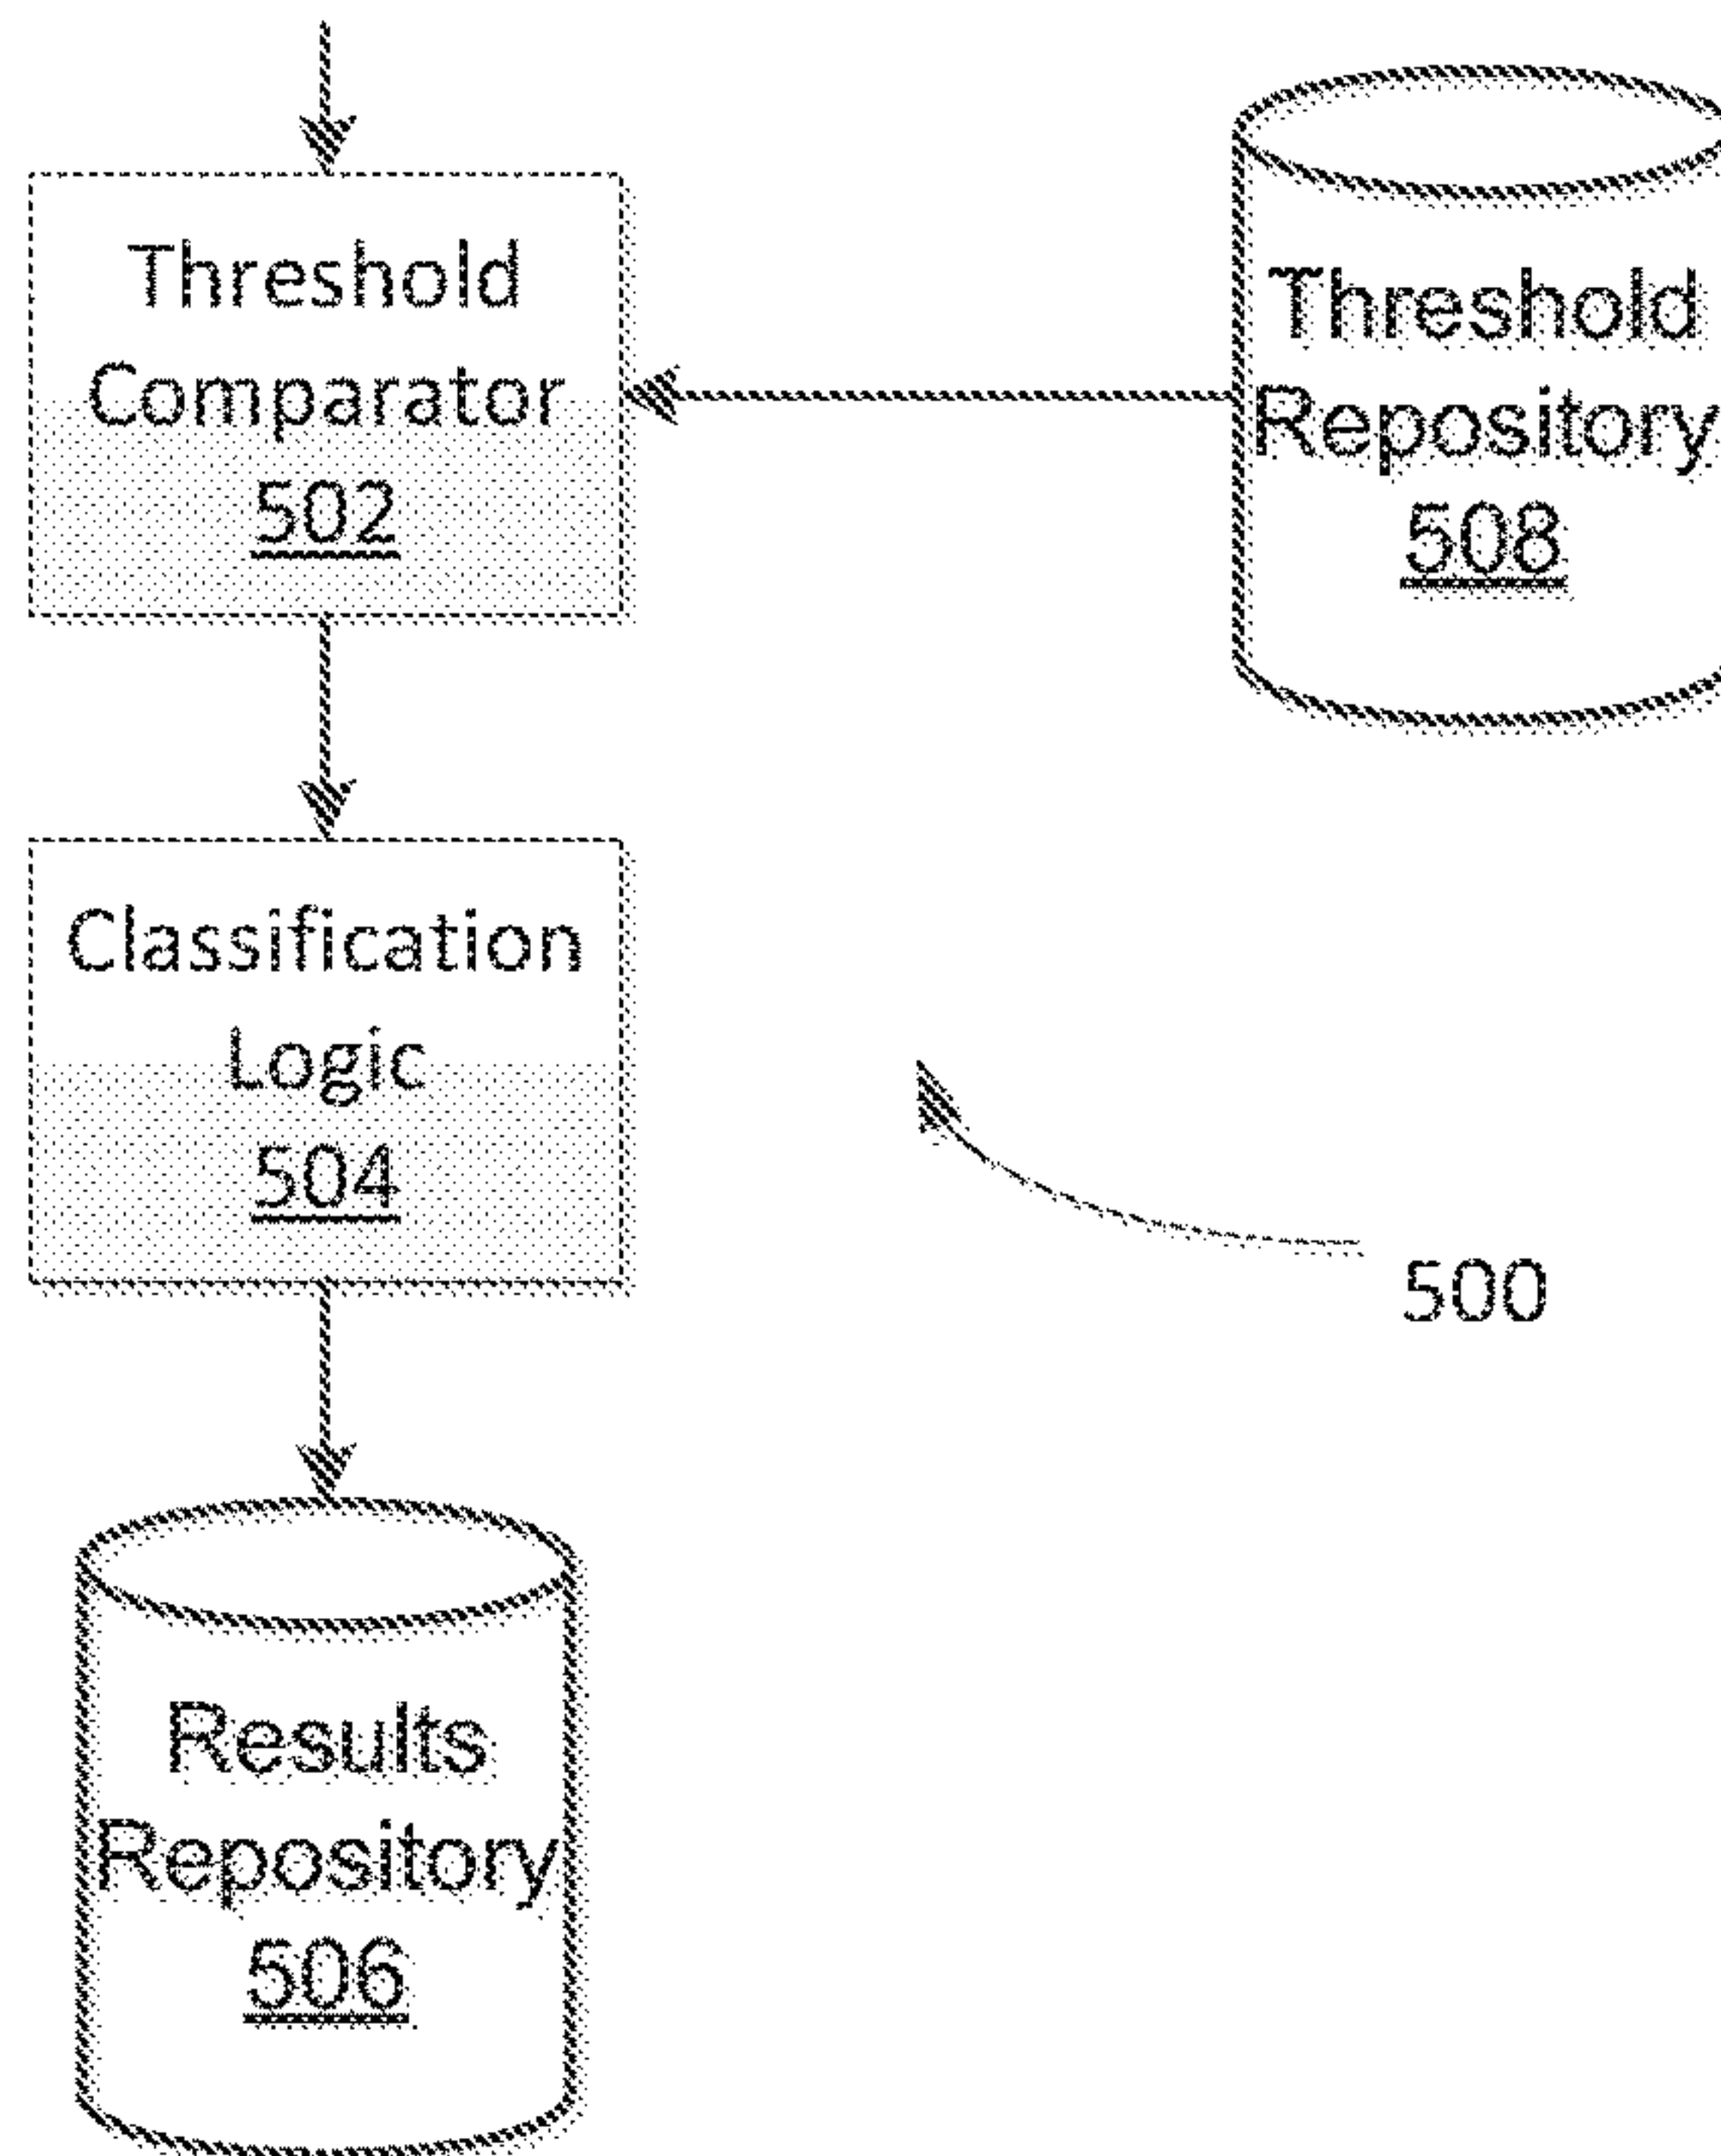 Threshold
Comparator
502
Threshold
Repository
508
Classification
Logic
504
500
Results
Repository
506